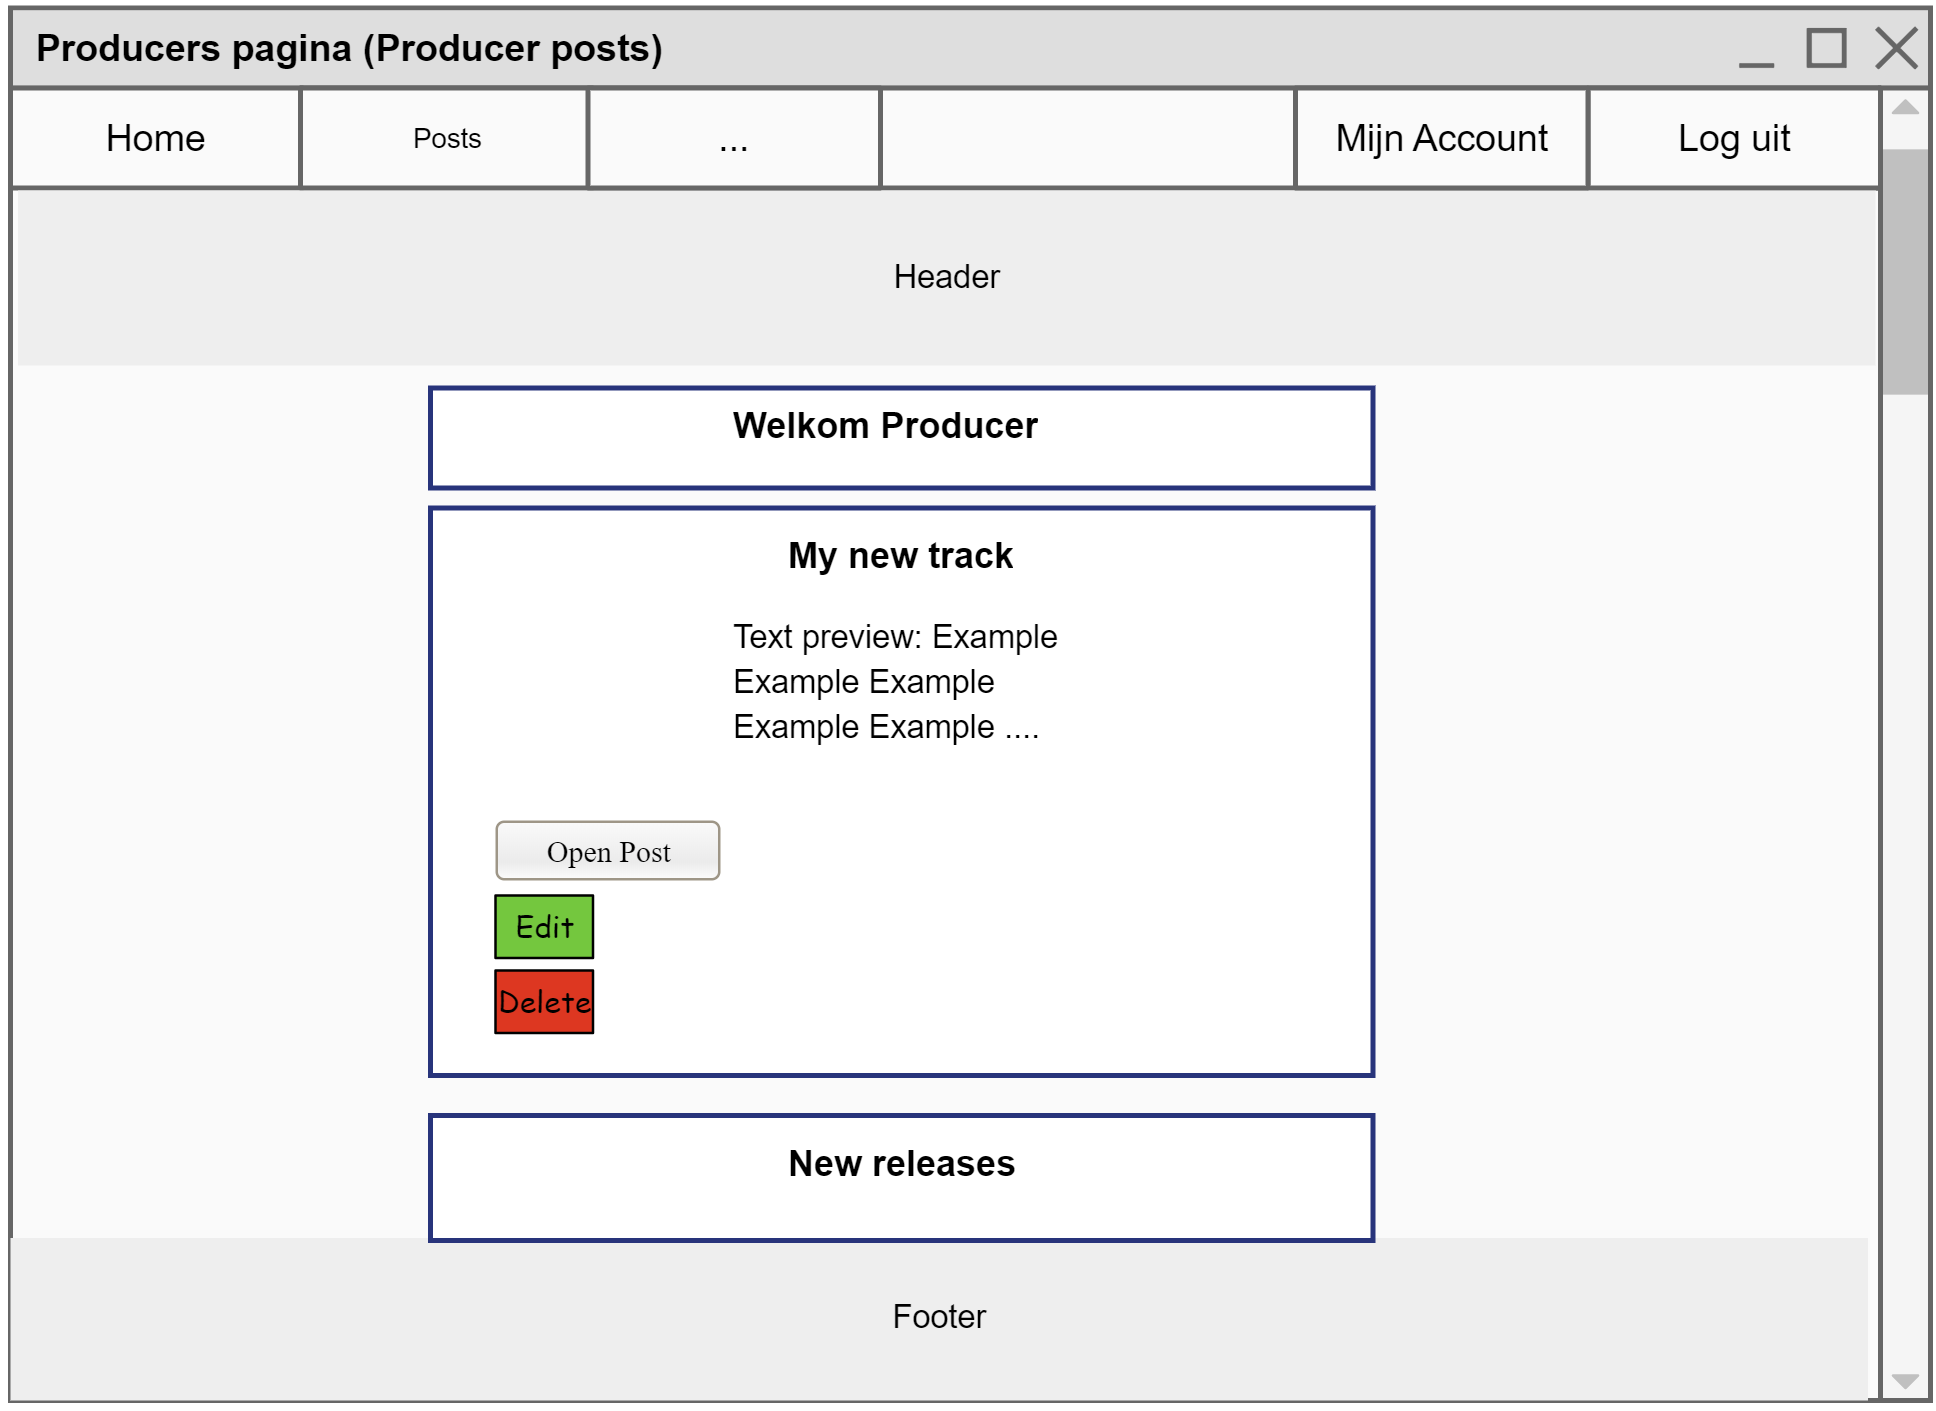 Producers pagina (Producer posts)
Home
Posts
...
Mijn Account
Log uit
Header
Welkom Producer
My new track
Text preview: Example
Example Example
Example Example ....
Open Post
Edit
Delete
New releases
Footer